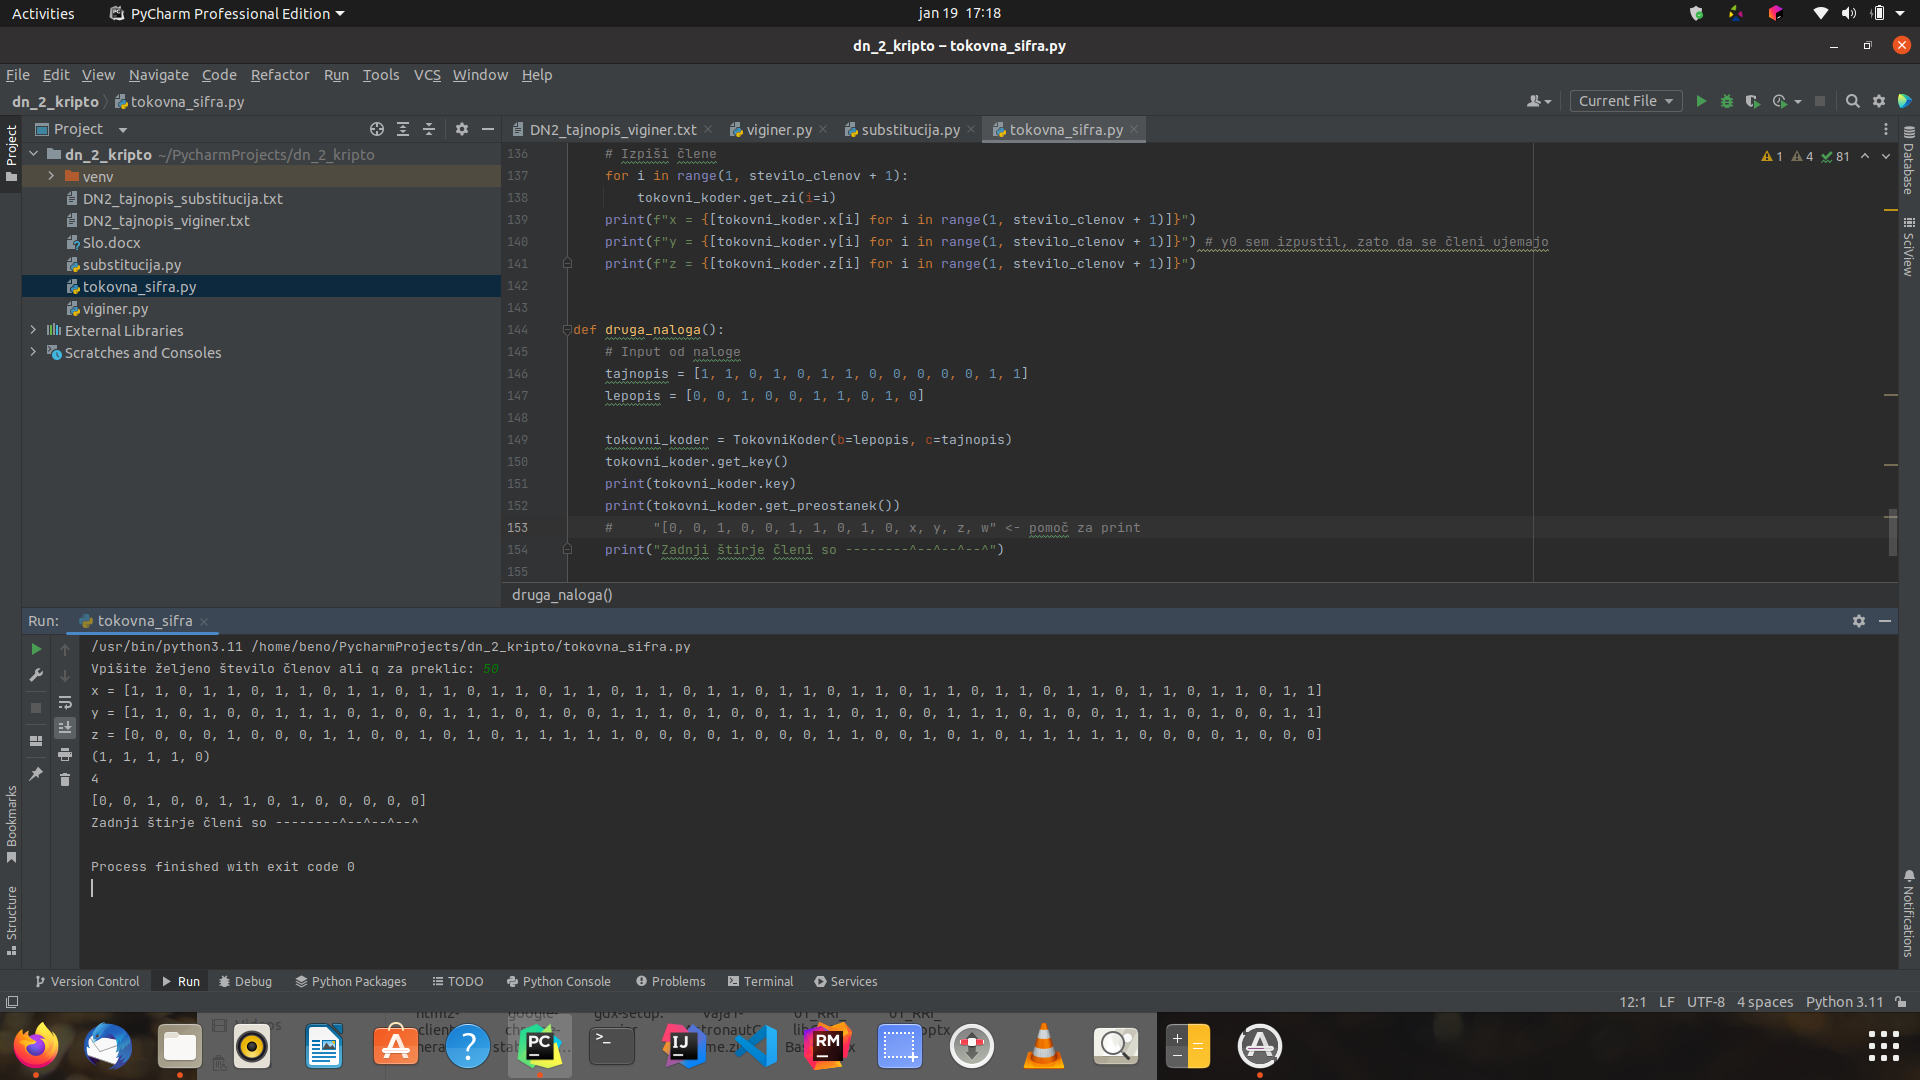 Activities PyCharm Professional Edition jan 19 17:18
dn_2_kripto – tokovna_sifra.py
File Edit View Navigate Code Refactor Run Tools VCS Window Help
dn_2_kripto tokovna_sifra.py Current File
Project DN2_tajnopis_viginer.txt viginer.py substitucija.py tokovna_sifra.py
Project
dn_2_kripto ~/PycharmProjects/dn_2_kripto
venv
DN2_tajnopis_substitucija.txt
DN2_tajnopis_viginer.txt
Slo.docx
substitucija.py
tokovna_sifra.py
viginer.py
External Libraries
Scratches and Consoles
1 4 81
136 # Izpiši člene
137 for i in range(1, stevilo_clenov + 1):
138 tokovni_koder.get_zi(i=i)
139 print(f"x = {[tokovni_koder.x[i] for i in range(1, stevilo_clenov + 1)]}")
140 print(f"y = {[tokovni_koder.y[i] for i in range(1, stevilo_clenov + 1)]}") # y0 sem izpustil, zato da se členi ujemajo
141 print(f"z = {[tokovni_koder.z[i] for i in range(1, stevilo_clenov + 1)]}")
142
143
144 def druga_naloga():
145 # Input od naloge
146 tajnopis = [1, 1, 0, 1, 0, 1, 1, 0, 0, 0, 0, 0, 1, 1]
147 lepopis = [0, 0, 1, 0, 0, 1, 1, 0, 1, 0]
148
149 tokovni_koder = TokovniKoder(b=lepopis, c=tajnopis)
150 tokovni_koder.get_key()
151 print(tokovni_koder.key)
152 print(tokovni_koder.get_preostanek())
153 # "[0, 0, 1, 0, 0, 1, 1, 0, 1, 0, x, y, z, w" <- pomoč za print
154 print("Zadnji štirje členi so --------^--^--^--^")
155
druga_naloga()
Database
SciView
Notifications
Bookmarks
Structure
Run: tokovna_sifra
/usr/bin/python3.11 /home/beno/PycharmProjects/dn_2_kripto/tokovna_sifra.py
Vpišite željeno število členov ali q za preklic: 50
x = [1, 1, 0, 1, 1, 0, 1, 1, 0, 1, 1, 0, 1, 1, 0, 1, 1, 0, 1, 1, 0, 1, 1, 0, 1, 1, 0, 1, 1, 0, 1, 1, 0, 1, 1, 0, 1, 1, 0, 1, 1, 0, 1, 1, 0, 1, 1, 0, 1, 1]
y = [1, 1, 0, 1, 0, 0, 1, 1, 1, 0, 1, 0, 0, 1, 1, 1, 0, 1, 0, 0, 1, 1, 1, 0, 1, 0, 0, 1, 1, 1, 0, 1, 0, 0, 1, 1, 1, 0, 1, 0, 0, 1, 1, 1, 0, 1, 0, 0, 1, 1]
z = [0, 0, 0, 0, 1, 0, 0, 0, 1, 1, 0, 0, 1, 0, 1, 0, 1, 1, 1, 1, 1, 0, 0, 0, 0, 1, 0, 0, 0, 1, 1, 0, 0, 1, 0, 1, 0, 1, 1, 1, 1, 1, 0, 0, 0, 0, 1, 0, 0, 0]
(1, 1, 1, 1, 0)
4
[0, 0, 1, 0, 0, 1, 1, 0, 1, 0, 0, 0, 0, 0]
Zadnji štirje členi so --------^--^--^--^
Process finished with exit code 0
Version Control Run Debug Python Packages TODO Python Console Problems Terminal Services
12:1 LF UTF-8 4 spaces Python 3.11
Videos